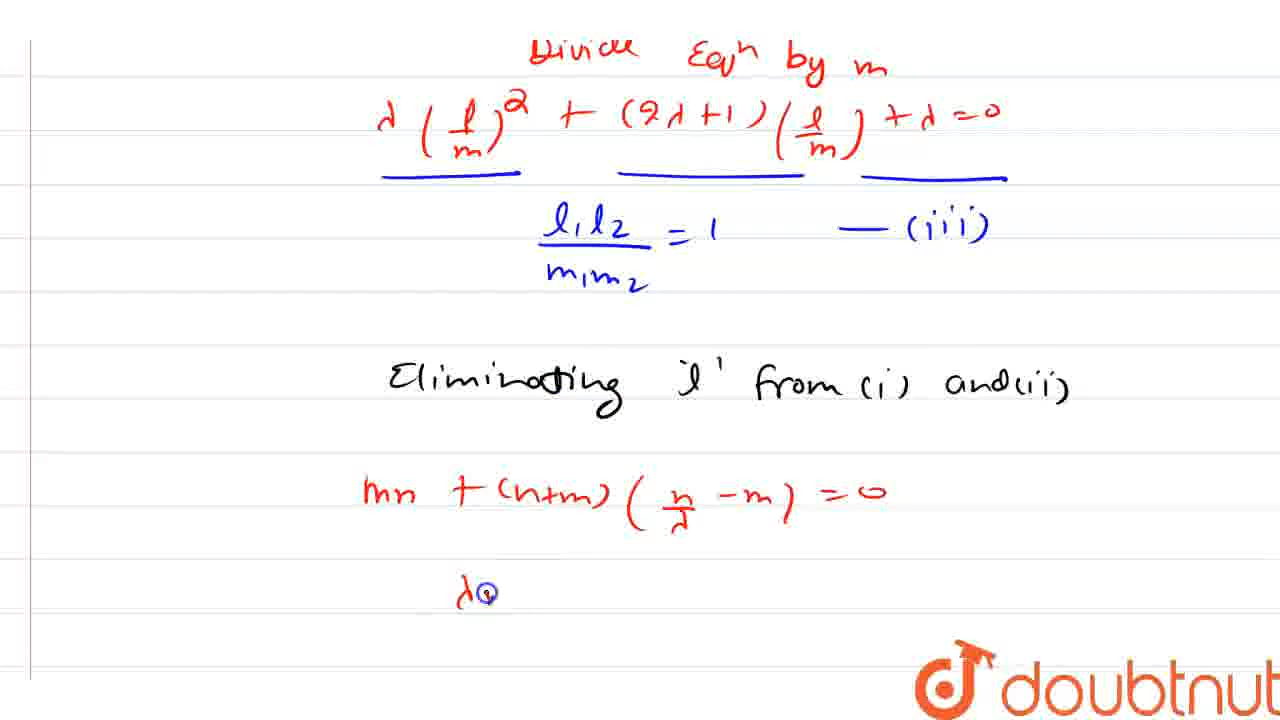 Divide Eqⁿ by m
λ (l/m)² + (2λ+1) (l/m) + λ = 0
l₁l₂/m₁m₂ = 1 — (iii)
Eliminating 'l' from (i) and (ii)
mn + (n+m) (n/λ - m) = 0
λ
doubtnut